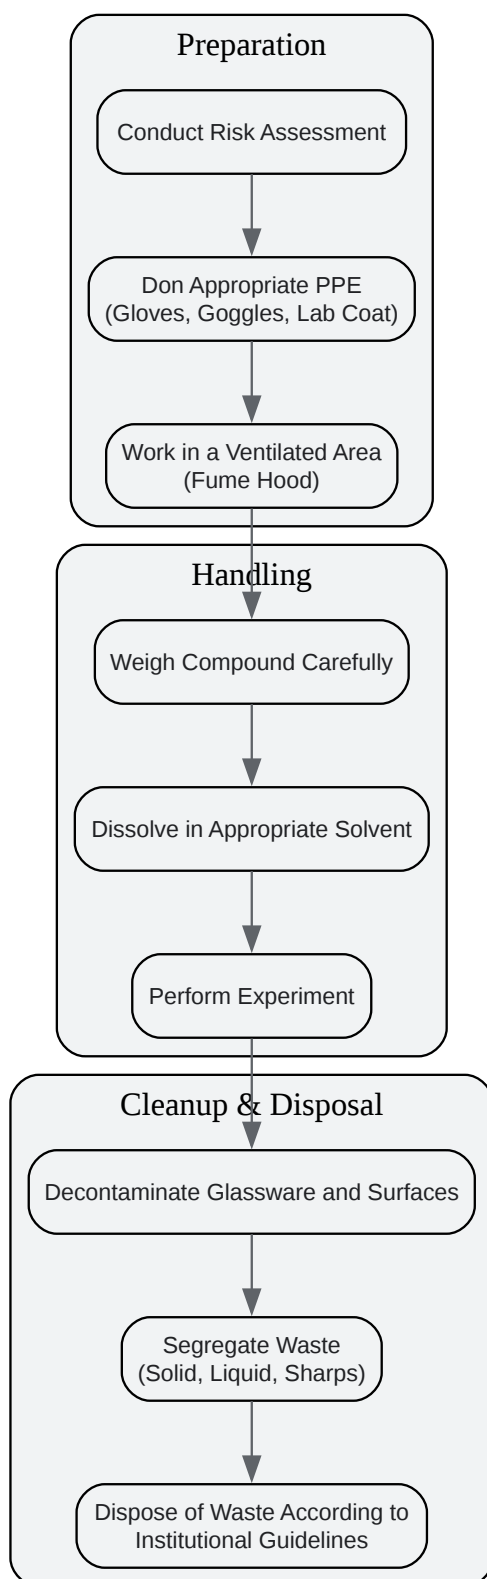 Preparation
Conduct Risk Assessment
Don Appropriate PPE
(Gloves, Goggles, Lab Coat)
Work in a Ventilated Area
(Fume Hood)
Handling
Weigh Compound Carefully
Dissolve in Appropriate Solvent
Perform Experiment
Cleanup & Disposal
Decontaminate Glassware and Surfaces
Segregate Waste
(Solid, Liquid, Sharps)
Dispose of Waste According to
Institutional Guidelines